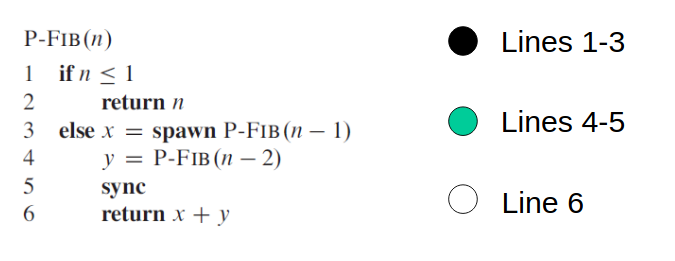 P-FIB(n)
1 if n ≤ 1
2 return n
3 else x = spawn P-FIB(n − 1)
4 y = P-FIB(n − 2)
5 sync
6 return x + y
Lines 1-3
Lines 4-5
Line 6